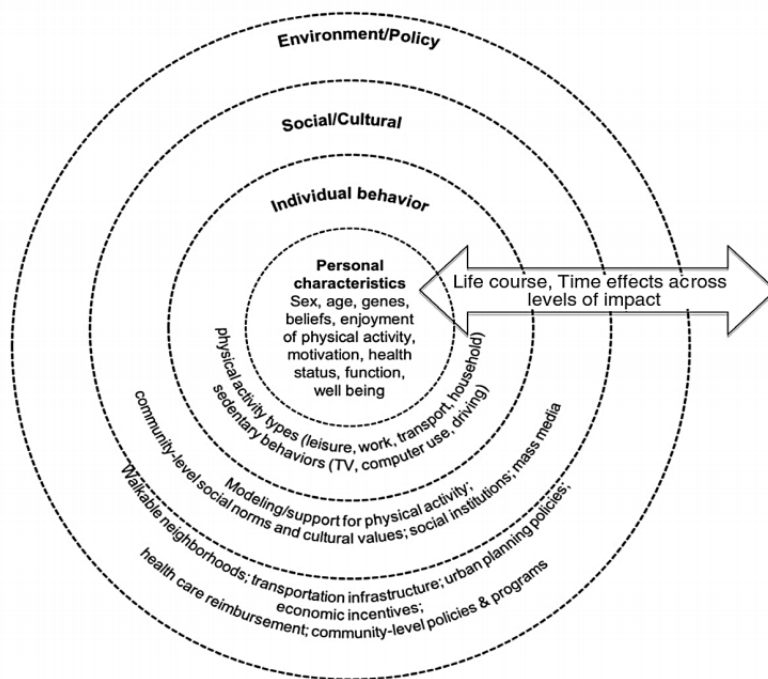 Environment/Policy
Social/Cultural
Individual behavior
Personal
characteristics
Sex, age, genes,
beliefs, enjoyment
of physical activity,
motivation, health
status, function,
well being
Life course, Time effects across
levels of impact
physical activity types (leisure, work, transport, household)
sedentary behaviors (TV, computer use, driving)
Modeling/support for physical activity;
community-level social norms and cultural values; social institutions; mass media
Walkable neighborhoods; transportation infrastructure; urban planning policies;
economic incentives;
health care reimbursement; community-level policies & programs